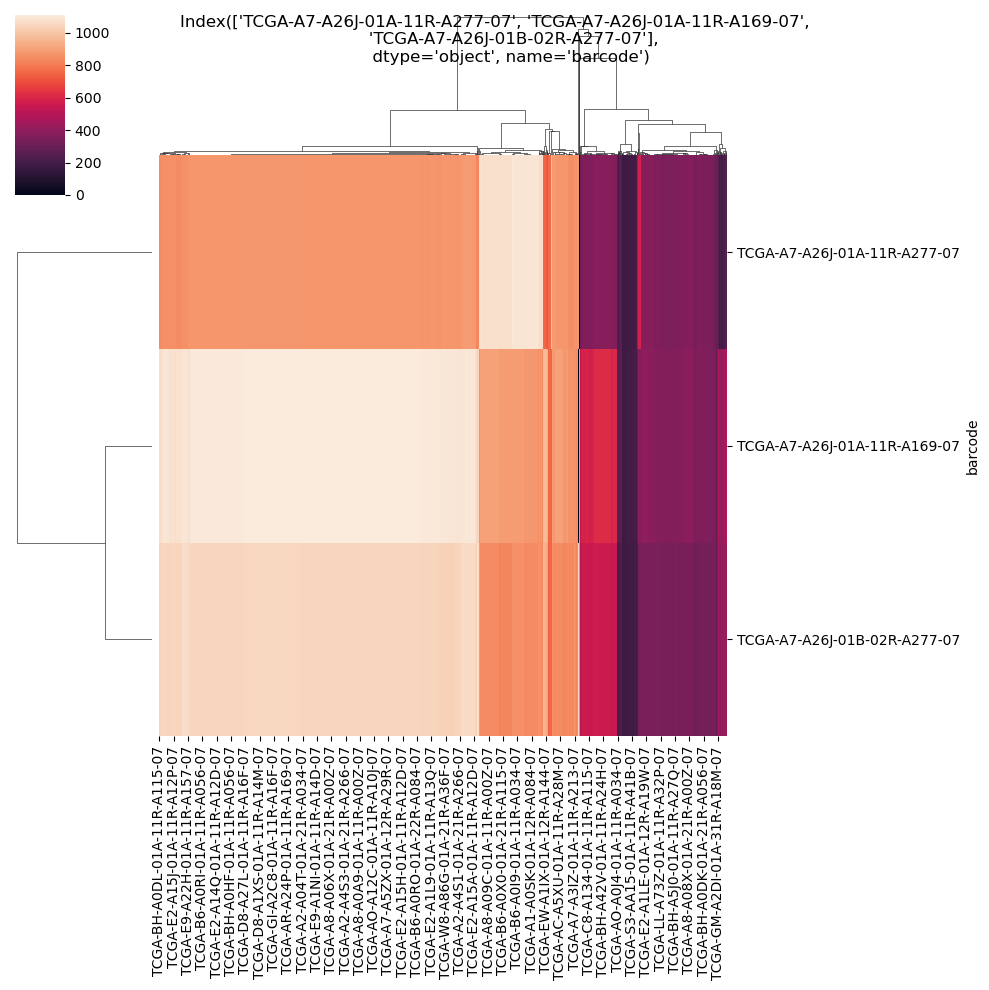 Index(['TCGA-A7-A26J-01A-11R-A277-07', 'TCGA-A7-A26J-01A-11R-A169-07',
'TCGA-A7-A26J-01B-02R-A277-07'],
dtype='object', name='barcode')
1000
800
600
400
200
0
TCGA-A7-A26J-01A-11R-A277-07
TCGA-A7-A26J-01A-11R-A169-07
TCGA-A7-A26J-01B-02R-A277-07
barcode
TCGA-BH-A0DL-01A-11R-A115-07
TCGA-E2-A15J-01A-11R-A12P-07
TCGA-E9-A22H-01A-11R-A157-07
TCGA-B6-A0RI-01A-11R-A056-07
TCGA-E2-A14Q-01A-11R-A12D-07
TCGA-BH-A0HF-01A-11R-A056-07
TCGA-D8-A27L-01A-11R-A16F-07
TCGA-D8-A1XS-01A-11R-A14M-07
TCGA-GI-A2C8-01A-11R-A16F-07
TCGA-AR-A24P-01A-11R-A169-07
TCGA-A2-A04T-01A-21R-A034-07
TCGA-E9-A1NI-01A-11R-A14D-07
TCGA-A8-A06X-01A-21R-A00Z-07
TCGA-A2-A4S3-01A-21R-A266-07
TCGA-A8-A0A9-01A-11R-A00Z-07
TCGA-AO-A12C-01A-11R-A10J-07
TCGA-A7-A5ZX-01A-12R-A29R-07
TCGA-E2-A15H-01A-11R-A12D-07
TCGA-B6-A0RO-01A-22R-A084-07
TCGA-E2-A1L9-01A-11R-A13Q-07
TCGA-W8-A86G-01A-21R-A36F-07
TCGA-A2-A4S1-01A-21R-A266-07
TCGA-E2-A15A-01A-11R-A12D-07
TCGA-A8-A09C-01A-11R-A00Z-07
TCGA-B6-A0X0-01A-21R-A115-07
TCGA-B6-A0I9-01A-11R-A034-07
TCGA-A1-A0SK-01A-12R-A084-07
TCGA-EW-A1IX-01A-12R-A144-07
TCGA-AC-A5XU-01A-11R-A28M-07
TCGA-A7-A3IZ-01A-11R-A213-07
TCGA-C8-A134-01A-11R-A115-07
TCGA-BH-A42V-01A-11R-A24H-07
TCGA-AO-A0J4-01A-11R-A034-07
TCGA-S3-AA15-01A-11R-A41B-07
TCGA-E2-A1LE-01A-12R-A19W-07
TCGA-LL-A73Z-01A-11R-A32P-07
TCGA-BH-A5J0-01A-11R-A27Q-07
TCGA-A8-A08X-01A-21R-A00Z-07
TCGA-BH-A0DK-01A-21R-A056-07
TCGA-GM-A2DI-01A-31R-A18M-07